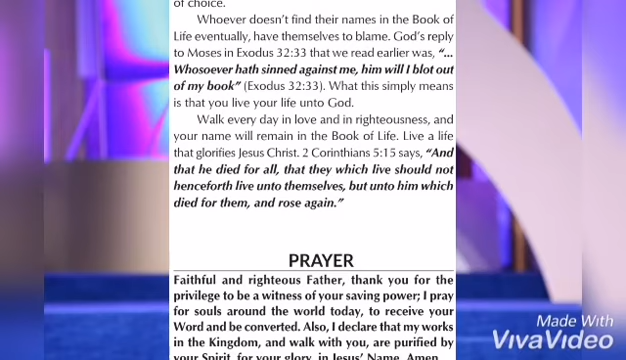 of choice.
Whoever doesn't find their names in the Book of
Life eventually, have themselves to blame. God's reply
to Moses in Exodus 32:33 that we read earlier was, "...
Whosoever hath sinned against me, him will I blot out
of my book" (Exodus 32:33). What this simply means
is that you live your life unto God.
Walk every day in love and in righteousness, and
your name will remain in the Book of Life. Live a life
that glorifies Jesus Christ. 2 Corinthians 5:15 says, "And
that he died for all, that they which live should not
henceforth live unto themselves, but unto him which
died for them, and rose again."
PRAYER
Faithful and righteous Father, thank you for the
privilege to be a witness of your saving power; I pray
for souls around the world today, to receive your
Word and be converted. Also, I declare that my works
in the Kingdom, and walk with you, are purified by
your Spirit, for your glory, in Jesus' Name. Amen.
Made With
VivaVideo